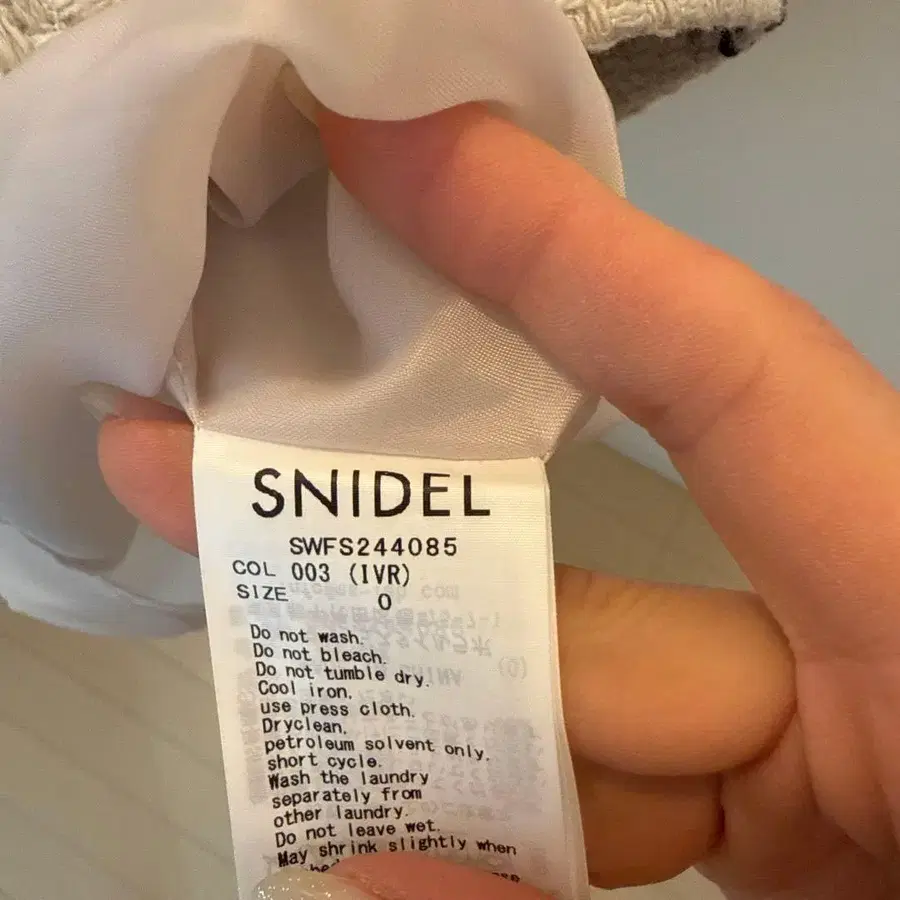 SNIDEL
SWFS244085
COL 003 (IVR)
SIZE 0
Do not wash.
Do not bleach.
Do not tumble dry.
Cool iron,
use press cloth.
Dryclean,
petroleum solvent only,
short cycle.
Wash the laundry
separately from
other laundry.
Do not leave wet.
May shrink slightly when